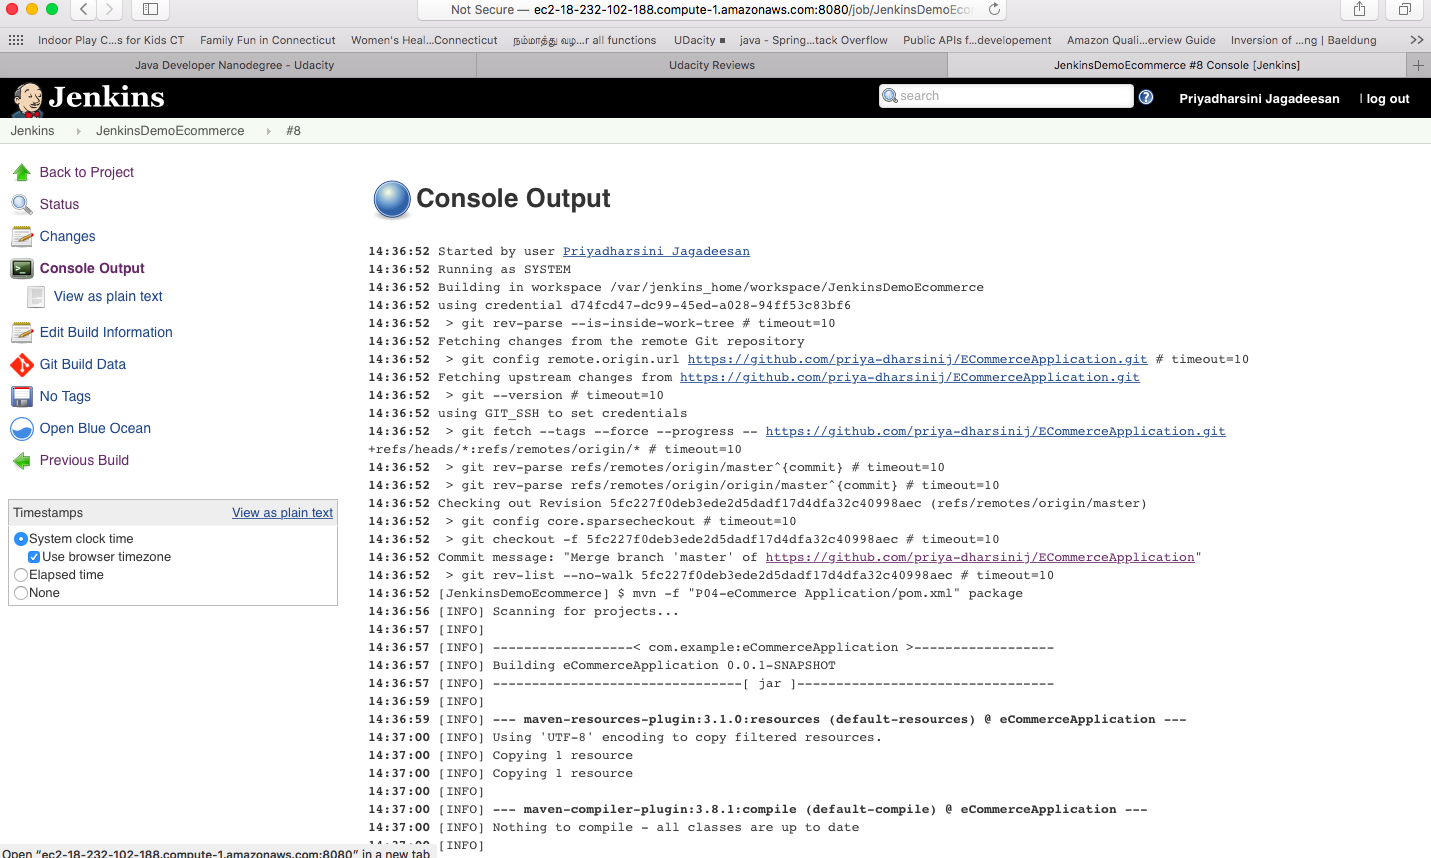 Not Secure — ec2-18-232-102-188.compute-1.amazonaws.com:8080/job/JenkinsDemoEcon
Indoor Play C...s for Kids CT
Family Fun in Connecticut
Women's Heal...Connecticut
நம்மாத்து வழ...r all functions
UDacity ■
java - Spring...tack Overflow
Public APIs f...developement
Amazon Quali...erview Guide
Inversion of ...ng | Baeldung
>>
Java Developer Nanodegree - Udacity
Udacity Reviews
JenkinsDemoEcommerce #8 Console [Jenkins]
+
Jenkins
search
?
Priyadharsini Jagadeesan
| log out
Jenkins
JenkinsDemoEcommerce
#8
Back to Project
Status
Changes
Console Output
View as plain text
Edit Build Information
Git Build Data
No Tags
Open Blue Ocean
Previous Build
Timestamps
View as plain text
System clock time
Use browser timezone
Elapsed time
None
Console Output
14:36:52 Started by user Priyadharsini Jagadeesan
14:36:52 Running as SYSTEM
14:36:52 Building in workspace /var/jenkins_home/workspace/JenkinsDemoEcommerce
14:36:52 using credential d74fcd47-dc99-45ed-a028-94ff53c83bf6
14:36:52  > git rev-parse --is-inside-work-tree # timeout=10
14:36:52 Fetching changes from the remote Git repository
14:36:52  > git config remote.origin.url https://github.com/priya-dharsinij/ECommerceApplication.git # timeout=10
14:36:52 Fetching upstream changes from https://github.com/priya-dharsinij/ECommerceApplication.git
14:36:52  > git --version # timeout=10
14:36:52 using GIT_SSH to set credentials
14:36:52  > git fetch --tags --force --progress -- https://github.com/priya-dharsinij/ECommerceApplication.git
+refs/heads/*:refs/remotes/origin/* # timeout=10
14:36:52  > git rev-parse refs/remotes/origin/master^{commit} # timeout=10
14:36:52  > git rev-parse refs/remotes/origin/origin/master^{commit} # timeout=10
14:36:52 Checking out Revision 5fc227f0deb3ede2d5dadf17d4dfa32c40998aec (refs/remotes/origin/master)
14:36:52  > git config core.sparsecheckout # timeout=10
14:36:52  > git checkout -f 5fc227f0deb3ede2d5dadf17d4dfa32c40998aec # timeout=10
14:36:52 Commit message: "Merge branch 'master' of https://github.com/priya-dharsinij/ECommerceApplication"
14:36:52  > git rev-list --no-walk 5fc227f0deb3ede2d5dadf17d4dfa32c40998aec # timeout=10
14:36:52 [JenkinsDemoEcommerce] $ mvn -f "P04-eCommerce Application/pom.xml" package
14:36:56 [INFO] Scanning for projects...
14:36:57 [INFO]
14:36:57 [INFO] ------------------< com.example:eCommerceApplication >------------------
14:36:57 [INFO] Building eCommerceApplication 0.0.1-SNAPSHOT
14:36:57 [INFO] --------------------------------[ jar ]---------------------------------
14:36:59 [INFO]
14:36:59 [INFO] --- maven-resources-plugin:3.1.0:resources (default-resources) @ eCommerceApplication ---
14:37:00 [INFO] Using 'UTF-8' encoding to copy filtered resources.
14:37:00 [INFO] Copying 1 resource
14:37:00 [INFO] Copying 1 resource
14:37:00 [INFO]
14:37:00 [INFO] --- maven-compiler-plugin:3.8.1:compile (default-compile) @ eCommerceApplication ---
14:37:00 [INFO] Nothing to compile - all classes are up to date
14:37:00 [INFO]
Open "ec2-18-232-102-188.compute-1.amazonaws.com:8080" in a new tab